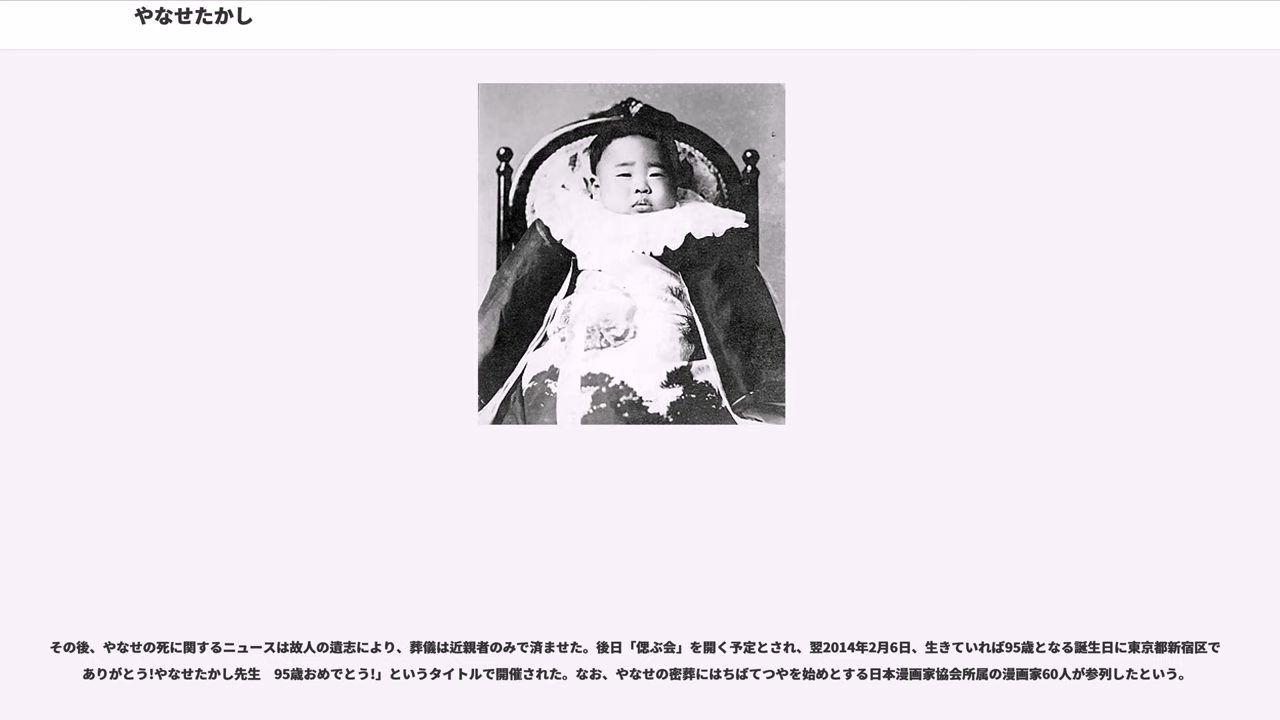 やなせたかし
その後、やなせの死に関するニュースは故人の遺志により、葬儀は近親者のみで済ませた。後日「偲ぶ会」を開く予定とされ、翌2014年2月6日、生きていれば95歳となる誕生日に東京都新宿区で
ありがとう!やなせたかし先生　95歳おめでとう!」というタイトルで開催された。なお、やなせの密葬にはちばてつやを始めとする日本漫画家協会所属の漫画家60人が参列したという。